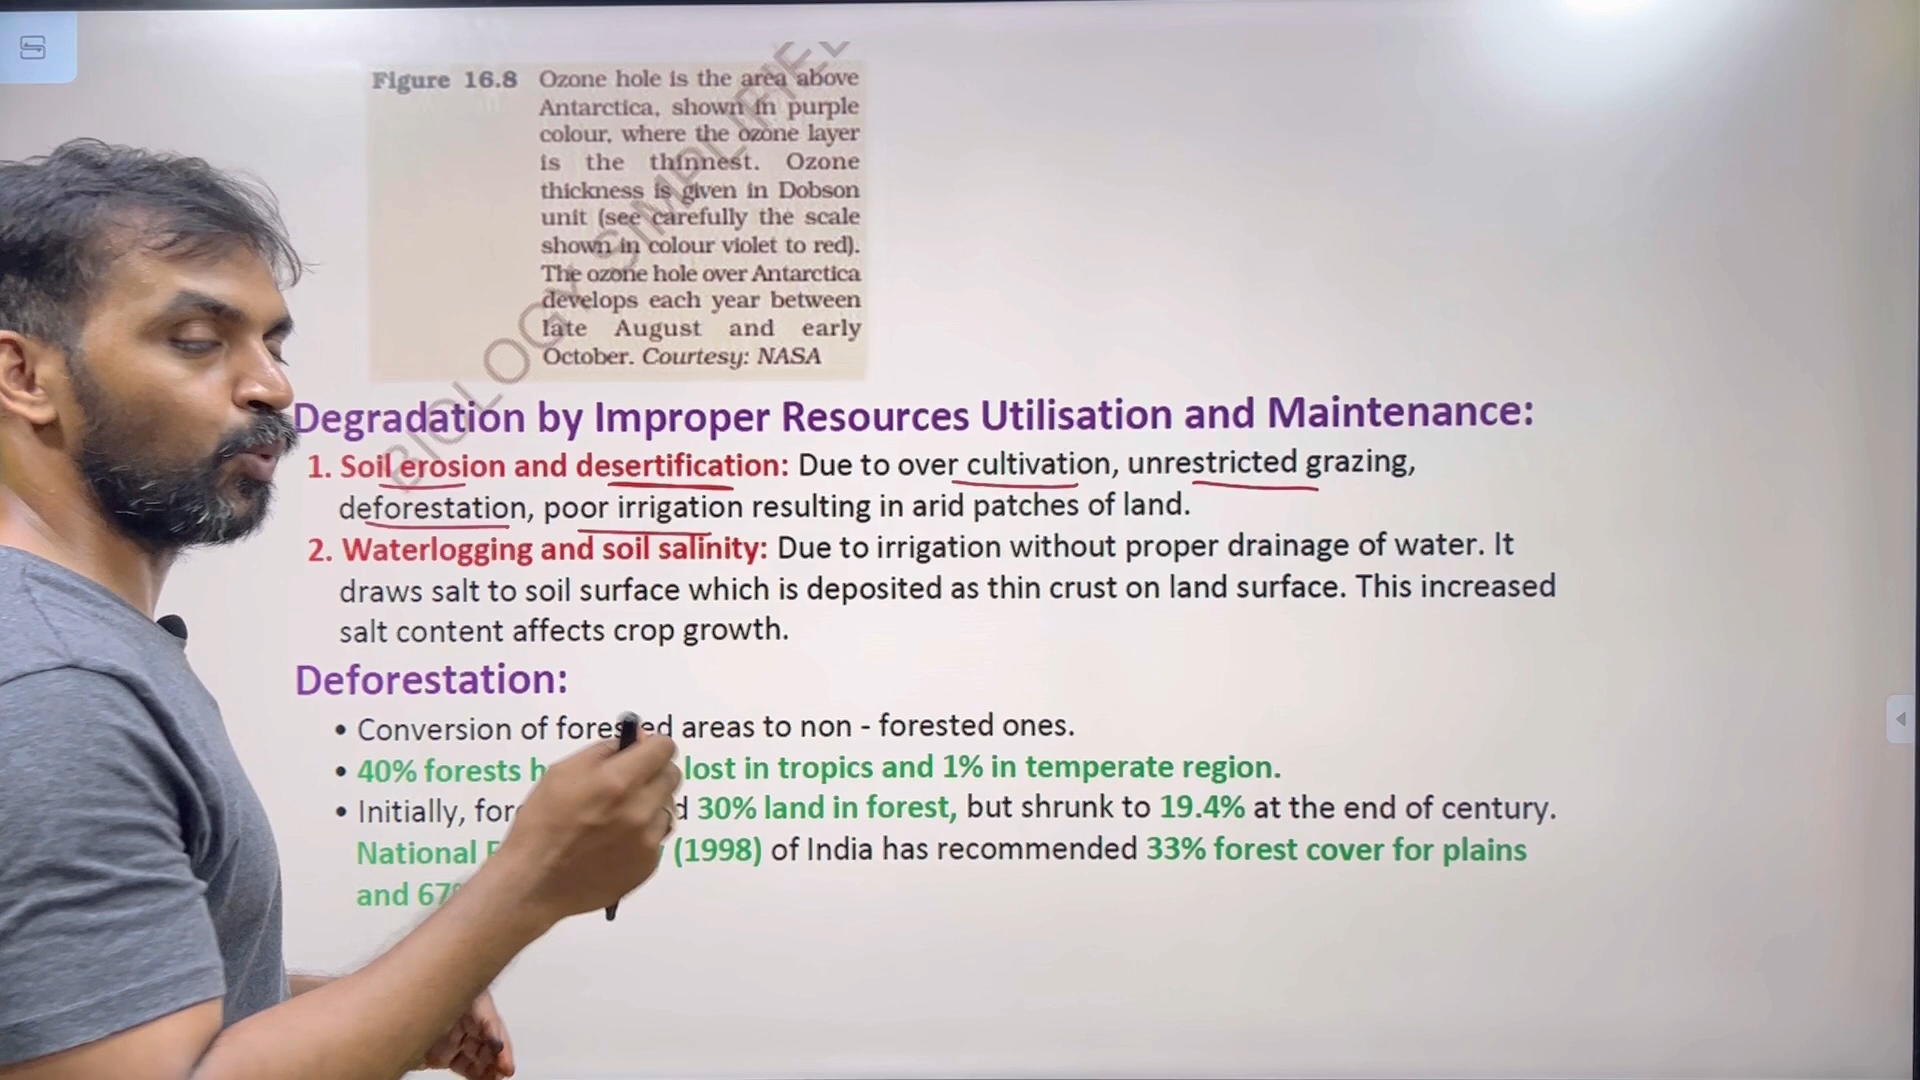 Figure 16.8 Ozone hole is the area above
Antarctica, shown in purple
colour, where the ozone layer
is the thinnest. Ozone
thickness is given in Dobson
unit (see carefully the scale
shown in colour violet to red).
The ozone hole over Antarctica
develops each year between
late August and early
October. Courtesy: NASA
BIOLOGY SIMPLIFIED
Degradation by Improper Resources Utilisation and Maintenance:
1. Soil erosion and desertification: Due to over cultivation, unrestricted grazing,
deforestation, poor irrigation resulting in arid patches of land.
2. Waterlogging and soil salinity: Due to irrigation without proper drainage of water. It
draws salt to soil surface which is deposited as thin crust on land surface. This increased
salt content affects crop growth.
Deforestation:
• Conversion of forested areas to non - forested ones.
• 40% forests lost in tropics and 1% in temperate region.
• Initially, 30% land in forest, but shrunk to 19.4% at the end of century.
National (1998) of India has recommended 33% forest cover for plains
and